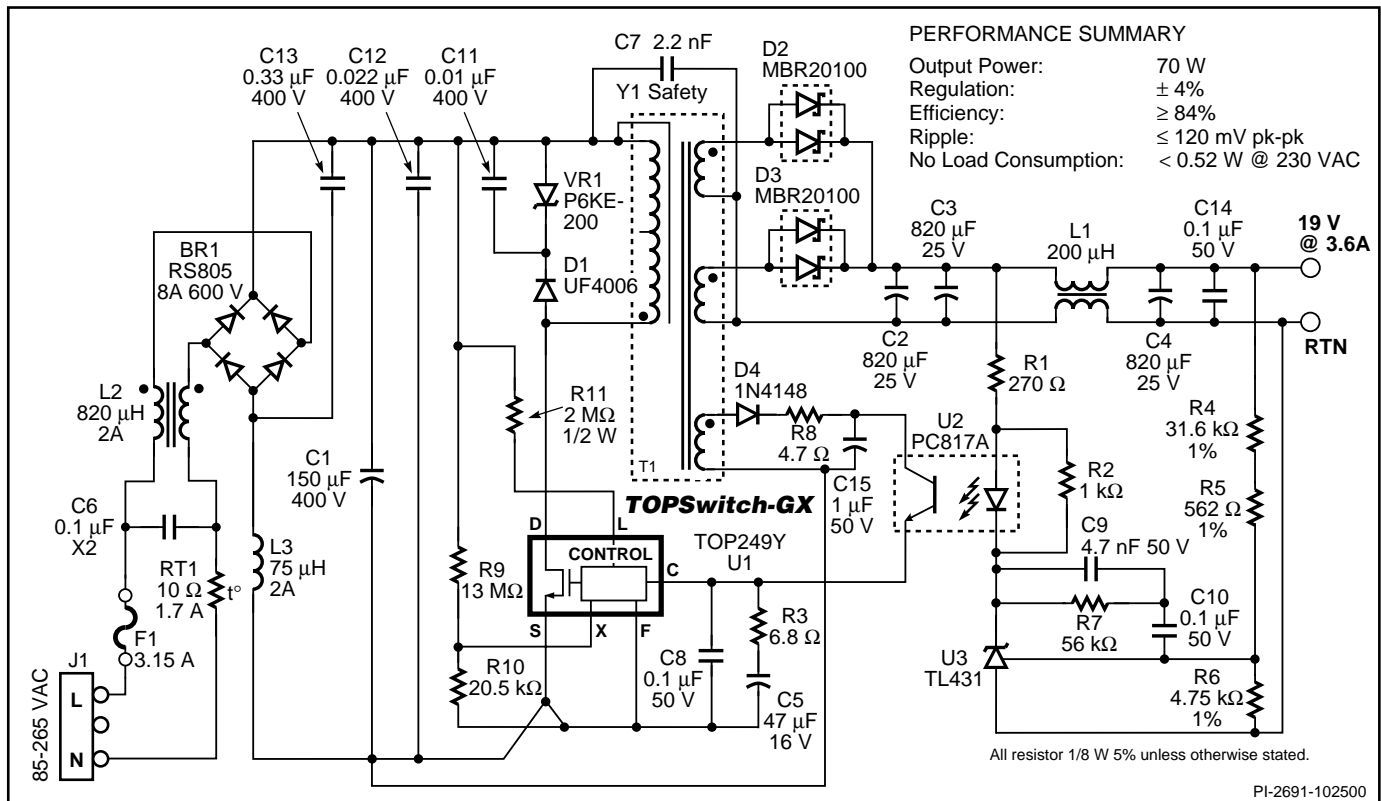 C13
0.33 µF
400 V
C12
0.022 µF
400 V
C11
0.01 µF
400 V
C7 2.2 nF
Y1 Safety
D2
MBR20100
PERFORMANCE SUMMARY
Output Power: 70 W
Regulation: ± 4%
Efficiency: ≥ 84%
Ripple: ≤ 120 mV pk-pk
No Load Consumption: < 0.52 W @ 230 VAC
VR1
P6KE-
200
D3
MBR20100
BR1
RS805
8A 600 V
D1
UF4006
C3
820 µF
25 V
L1
200 µH
C14
0.1 µF
50 V
19 V
@ 3.6A
RTN
C2
820 µF
25 V
C4
820 µF
25 V
R1
270 Ω
L2
820 µH
2A
R11
2 MΩ
1/2 W
D4
1N4148
R8
4.7 Ω
T1
C15
1 µF
50 V
U2
PC817A
R2
1 kΩ
R4
31.6 kΩ
1%
R5
562 Ω
1%
C1
150 µF
400 V
C6
0.1 µF
X2
RT1
10 Ω
1.7 A
t°
L3
75 µH
2A
TOPSwitch-GX
D
L
CONTROL
C
S
X
F
TOP249Y
U1
R9
13 MΩ
R10
20.5 kΩ
C8
0.1 µF
50 V
R3
6.8 Ω
C5
47 µF
16 V
C9
4.7 nF 50 V
R7
56 kΩ
C10
0.1 µF
50 V
U3
TL431
R6
4.75 kΩ
1%
F1
3.15 A
J1
L
N
85-265 VAC
All resistor 1/8 W 5% unless otherwise stated.
PI-2691-102500